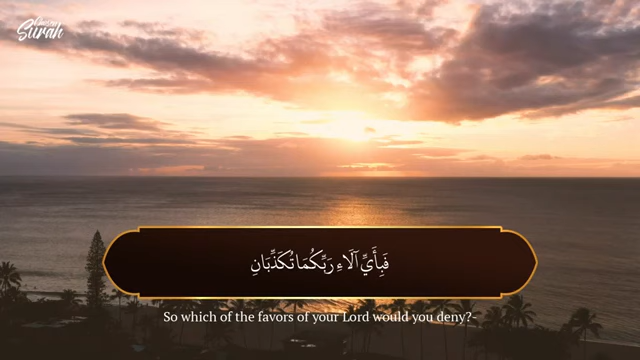 Surah
فَبِأَيِّ آلَاءِ رَبِّكُمَا تُكَذِّبَانِ
So which of the favors of your Lord would you deny?-